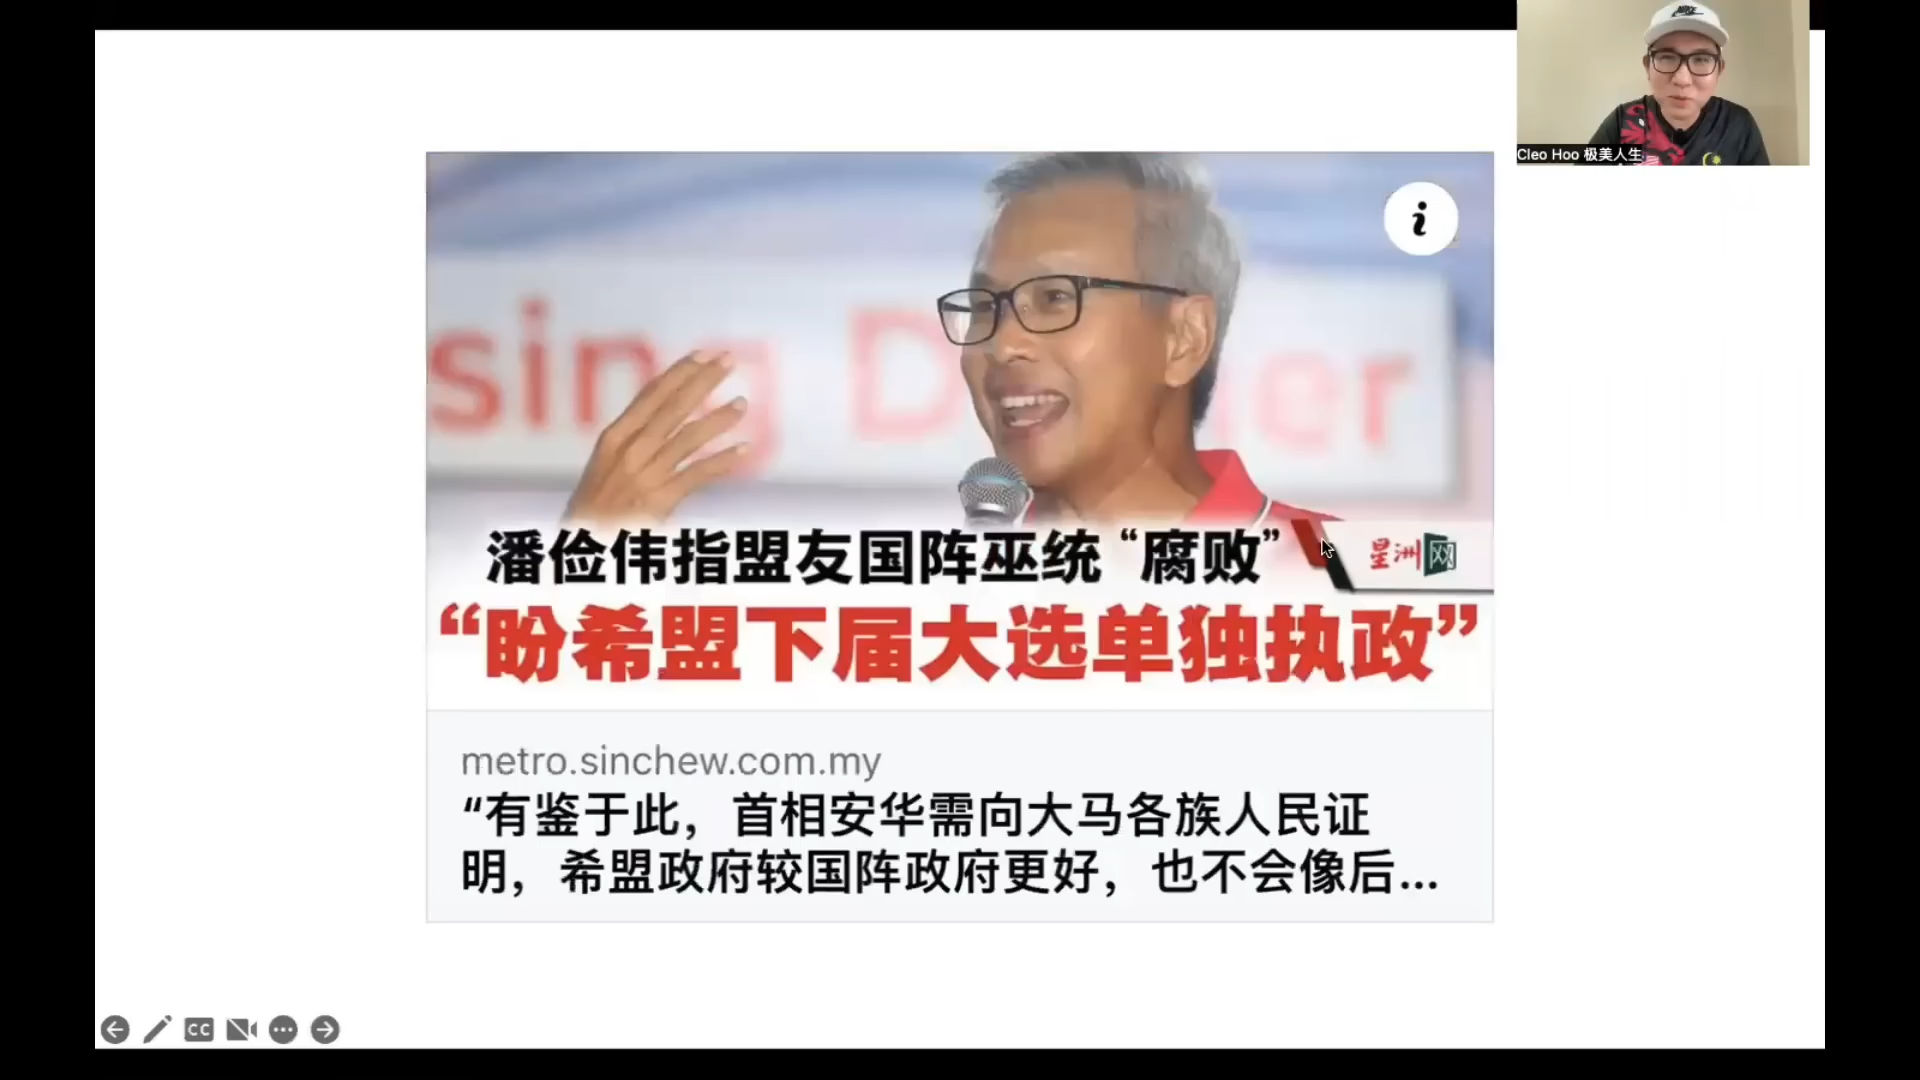 Cleo Hoo 极美人生
sing D er
潘俭伟指盟友国阵巫统“腐败”
星洲网
“盼希盟下届大选单独执政”
metro.sinchew.com.my
“有鉴于此，首相安华需向大马各族人民证
明，希盟政府较国阵政府更好，也不会像后...
CC